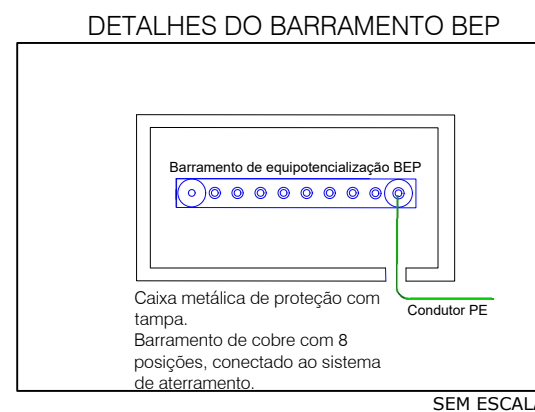 DETALHES DO BARRAMENTO BEP
Barramento de equipotencialização BEP
Caixa metálica de proteção com
tampa.
Barramento de cobre com 8
posições, conectado ao sistema
de aterramento.
Condutor PE
SEM ESCALA